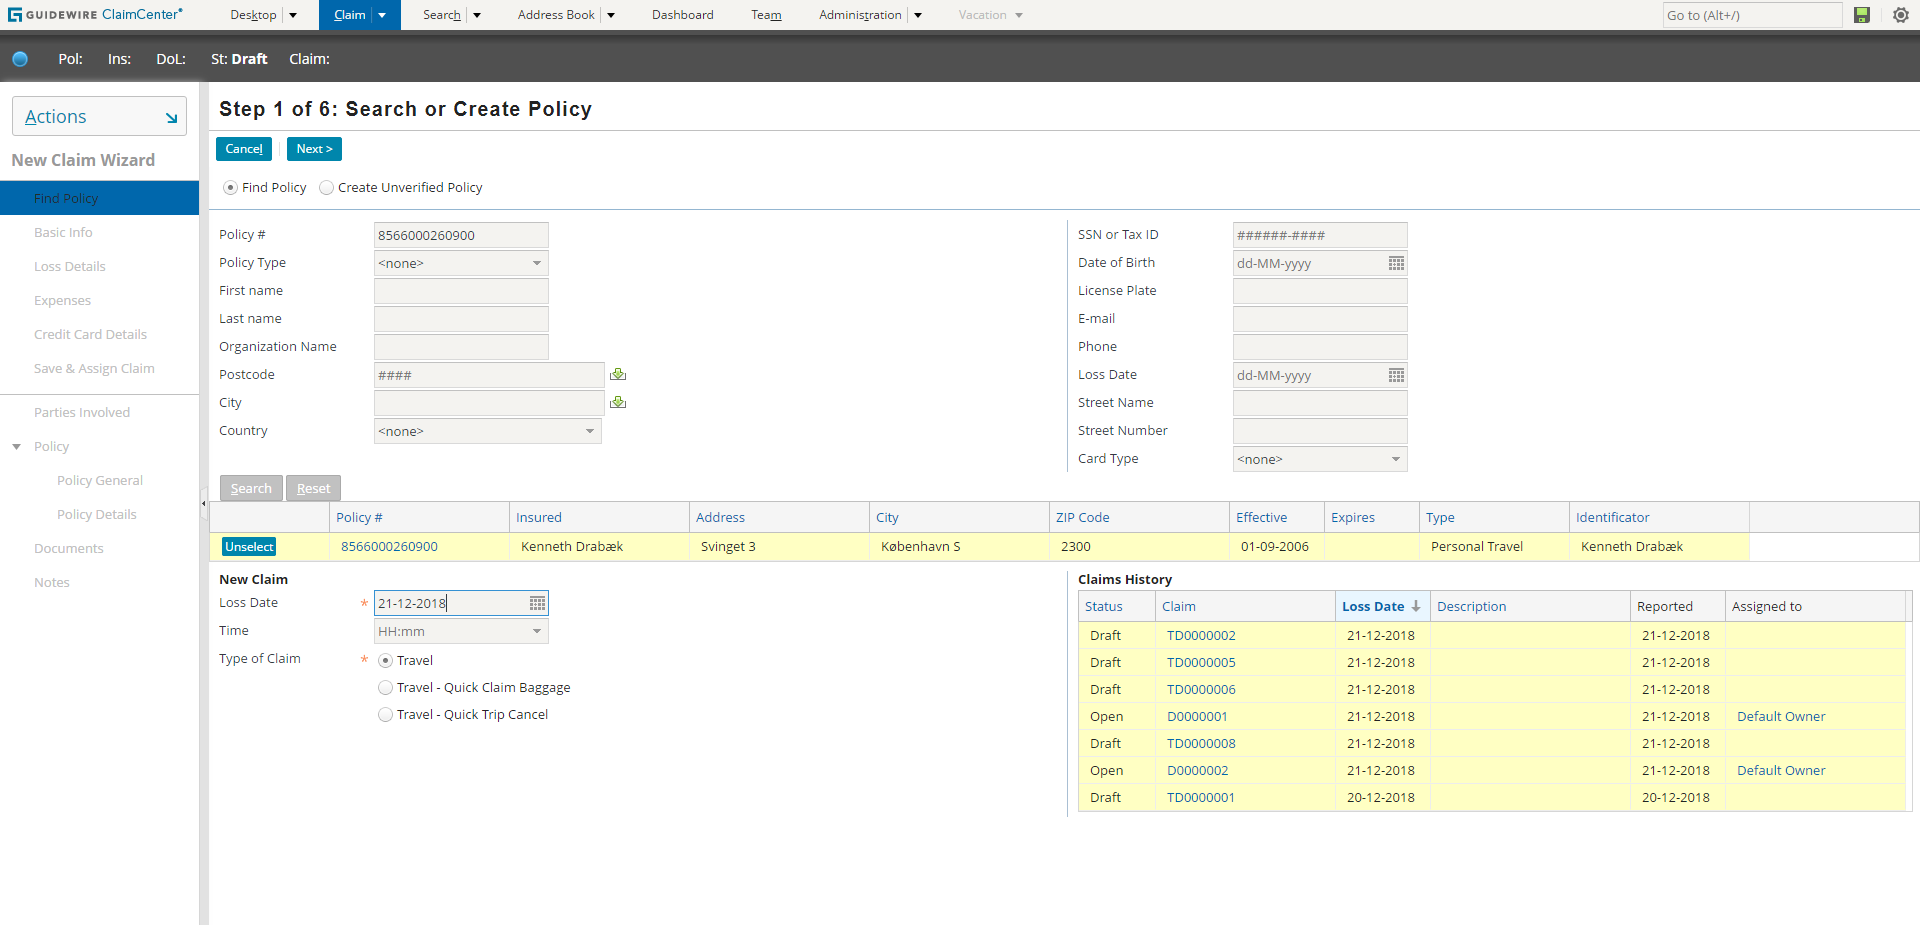 GUIDEWIRE ClaimCenter® Desktop Claim Search Address Book Dashboard Team Administration Vacation Go to (Alt+/)
Pol: Ins: DoL: St: Draft Claim:
Actions
New Claim Wizard
Find Policy
Basic Info
Loss Details
Expenses
Credit Card Details
Save & Assign Claim
Parties Involved
Policy
Policy General
Policy Details
Documents
Notes
Step 1 of 6: Search or Create Policy
Cancel Next >
Find Policy Create Unverified Policy
Policy # 8566000260900
Policy Type <none>
First name
Last name
Organization Name
Postcode ####
City
Country <none>
SSN or Tax ID ######-####
Date of Birth dd-MM-yyyy
License Plate
E-mail
Phone
Loss Date dd-MM-yyyy
Street Name
Street Number
Card Type <none>
Search Reset
Policy # Insured Address City ZIP Code Effective Expires Type Identificator
Unselect 8566000260900 Kenneth Drabæk Svinget 3 København S 2300 01-09-2006 Personal Travel Kenneth Drabæk
New Claim
Loss Date * 21-12-2018
Time HH:mm
Type of Claim * Travel
Travel - Quick Claim Baggage
Travel - Quick Trip Cancel
Claims History
Status Claim Loss Date Description Reported Assigned to
Draft TD0000002 21-12-2018 21-12-2018
Draft TD0000005 21-12-2018 21-12-2018
Draft TD0000006 21-12-2018 21-12-2018
Open D0000001 21-12-2018 21-12-2018 Default Owner
Draft TD0000008 21-12-2018 21-12-2018
Open D0000002 21-12-2018 21-12-2018 Default Owner
Draft TD0000001 20-12-2018 20-12-2018